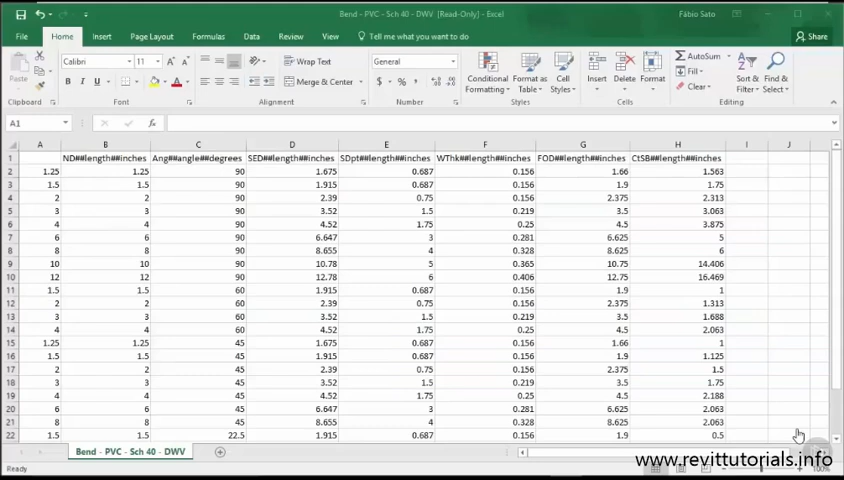 Bend - PVC - Sch 40 - DWV [Read-Only] - Excel
Fábio Sato
File Home Insert Page Layout Formulas Data Review View Tell me what you want to do Share
Paste
Calibri 11
B I U
Wrap Text
Merge & Center
General
$ % ,
Conditional Formatting
Format as Table
Cell Styles
Insert
Delete
Format
AutoSum
Fill
Clear
Sort & Filter
Find & Select
Clipboard Font Alignment Number Styles Cells Editing
A1 fx
A B C D E F G H I J
1 ND##length##inches Ang##angle##degrees SED##length##inches SDpt##length##inches WThk##length##inches FOD##length##inches CtSB##length##inches
2 1.25 1.25 90 1.675 0.687 0.156 1.66 1.563
3 1.5 1.5 90 1.915 0.687 0.156 1.9 1.75
4 2 2 90 2.39 0.75 0.156 2.375 2.313
5 3 3 90 3.52 1.5 0.219 3.5 3.063
6 4 4 90 4.52 1.75 0.25 4.5 3.875
7 6 6 90 6.647 3 0.281 6.625 5
8 8 8 90 8.655 4 0.328 8.625 6
9 10 10 90 10.78 5 0.365 10.75 14.406
10 12 12 90 12.78 6 0.406 12.75 16.469
11 1.5 1.5 60 1.915 0.687 0.156 1.9 1
12 2 2 60 2.39 0.75 0.156 2.375 1.313
13 3 3 60 3.52 1.5 0.219 3.5 1.688
14 4 4 60 4.52 1.75 0.25 4.5 2.063
15 1.25 1.25 45 1.675 0.687 0.156 1.66 1
16 1.5 1.5 45 1.915 0.687 0.156 1.9 1.125
17 2 2 45 2.39 0.75 0.156 2.375 1.5
18 3 3 45 3.52 1.5 0.219 3.5 1.75
19 4 4 45 4.52 1.75 0.25 4.5 2.188
20 6 6 45 6.647 3 0.281 6.625 2.063
21 8 8 45 8.655 4 0.328 8.625 2.063
22 1.5 1.5 22.5 1.915 0.687 0.156 1.9 0.5
Bend - PVC - Sch 40 - DWV
www.revittutorials.info
Ready 100%